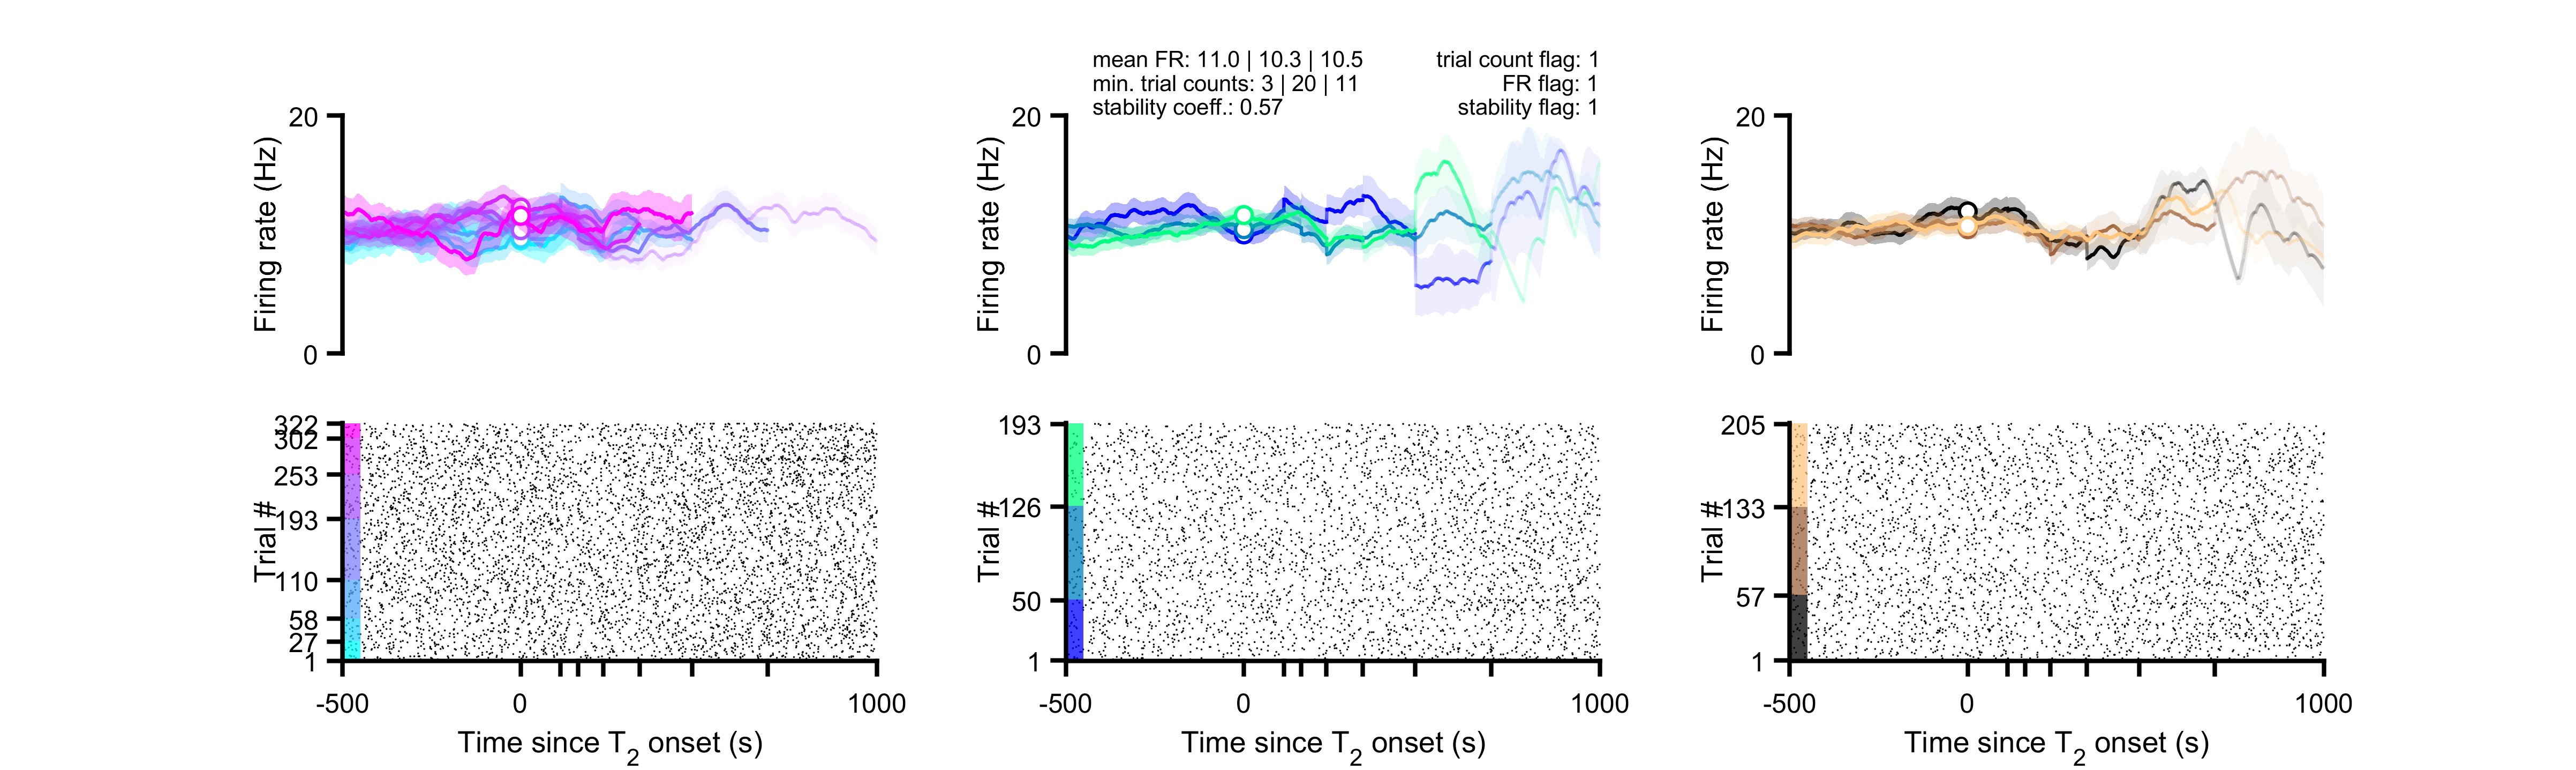 mean FR: 11.0 | 10.3 | 10.5
min. trial counts: 3 | 20 | 11
stability coeff.: 0.57
trial count flag: 1
FR flag: 1
stability flag: 1
20
Firing rate (Hz)
0
20
Firing rate (Hz)
0
20
Firing rate (Hz)
0
322
302
253
193
110
58
27
1
Trial #
-500
0
1000
Time since T2 onset (s)
193
126
50
1
Trial #
-500
0
1000
Time since T2 onset (s)
205
133
57
1
Trial #
-500
0
1000
Time since T2 onset (s)